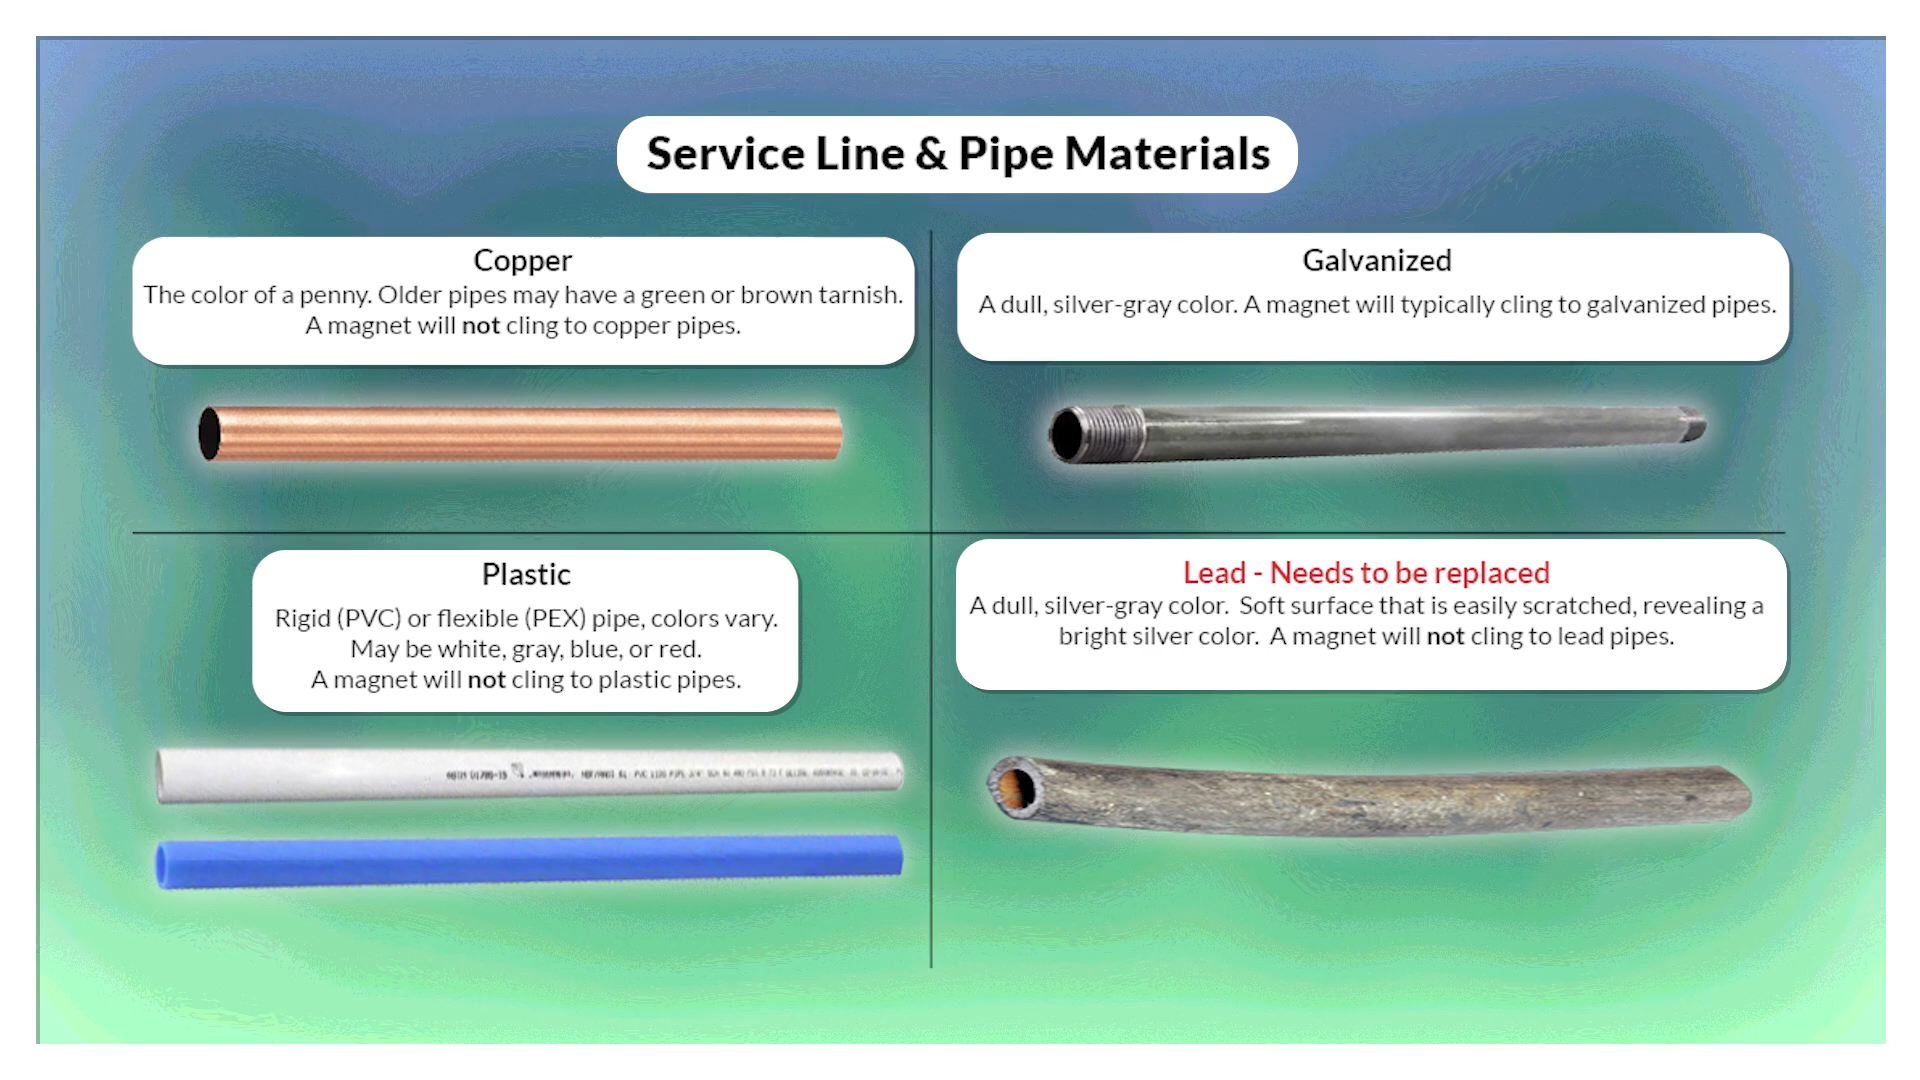 Service Line & Pipe Materials
Copper
The color of a penny. Older pipes may have a green or brown tarnish.
A magnet will not cling to copper pipes.
Galvanized
A dull, silver-gray color. A magnet will typically cling to galvanized pipes.
Plastic
Rigid (PVC) or flexible (PEX) pipe, colors vary.
May be white, gray, blue, or red.
A magnet will not cling to plastic pipes.
Lead - Needs to be replaced
A dull, silver-gray color. Soft surface that is easily scratched, revealing a
bright silver color. A magnet will not cling to lead pipes.